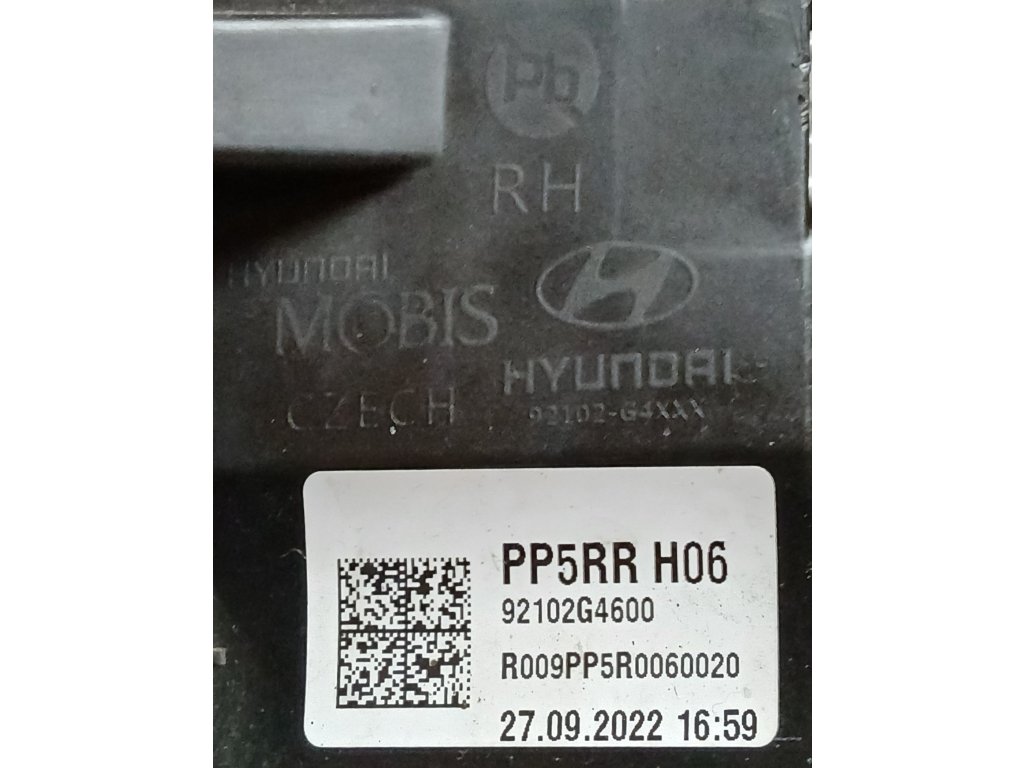 Pb
RH
HYUNDAI
MOBIS
CZECH
HYUNDAI
92102-G4XXX
PP5RR H06
92102G4600
R009PP5R0060020
27.09.2022 16:59